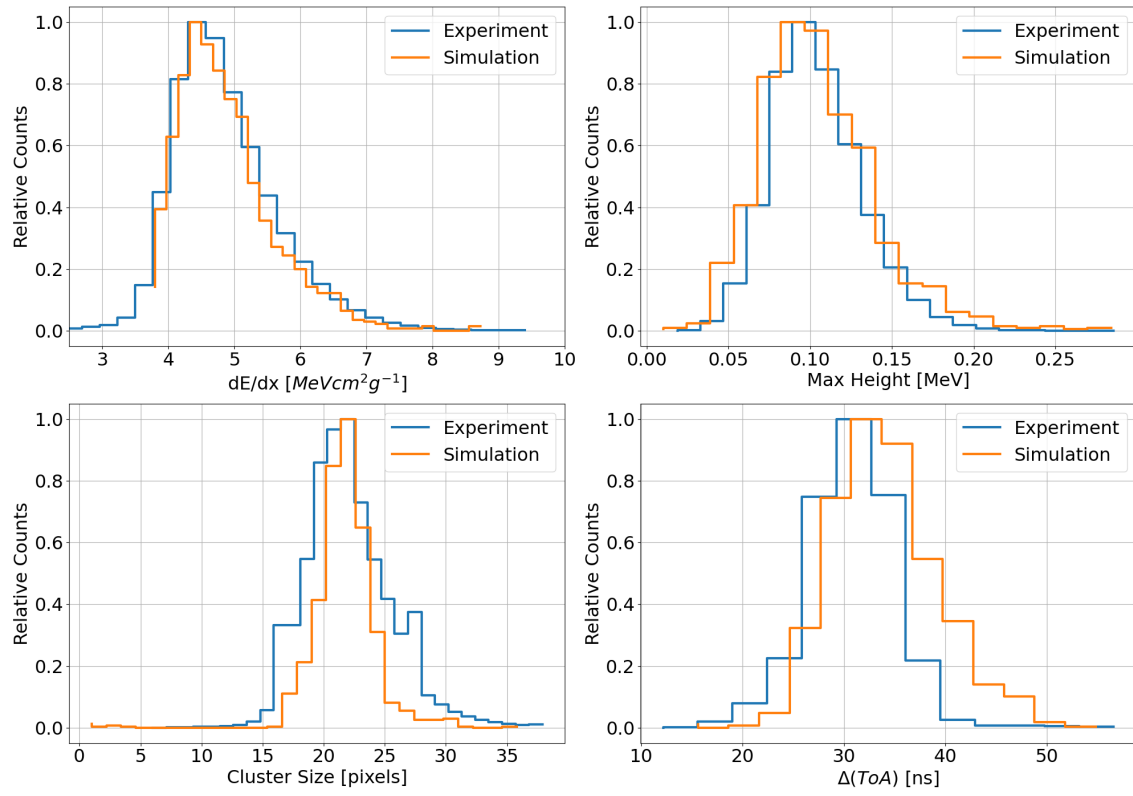 Relative Counts
1.0
0.8
0.6
0.4
0.2
0.0
Experiment
Simulation
3 4 5 6 7 8 9 10
dE/dx [MeVcm²g⁻¹]
Relative Counts
1.0
0.8
0.6
0.4
0.2
0.0
Experiment
Simulation
0.00 0.05 0.10 0.15 0.20 0.25
Max Height [MeV]
Relative Counts
1.0
0.8
0.6
0.4
0.2
0.0
Experiment
Simulation
0 5 10 15 20 25 30 35
Cluster Size [pixels]
Relative Counts
1.0
0.8
0.6
0.4
0.2
0.0
Experiment
Simulation
10 20 30 40 50
Δ(ToA) [ns]